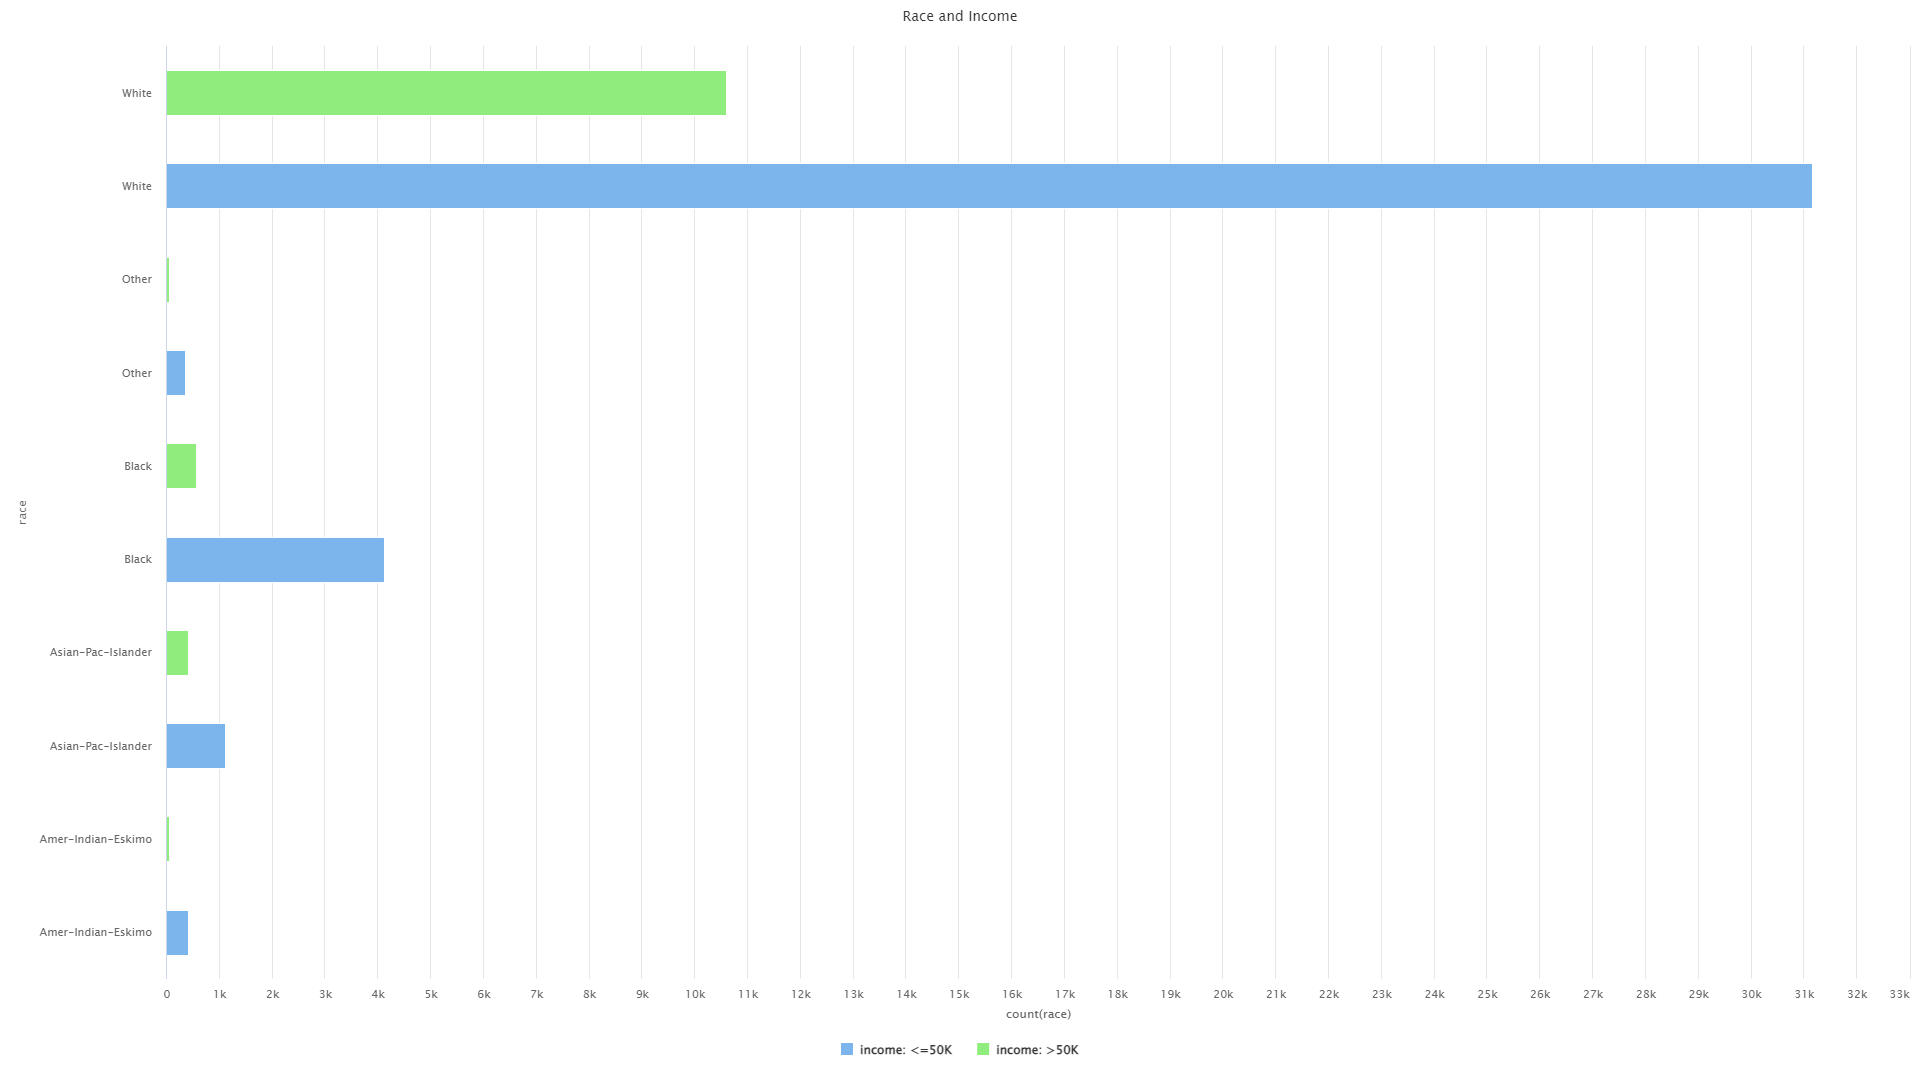 Race and Income
White
White
Other
Other
Black
race
Black
Asian-Pac-Islander
Asian-Pac-Islander
Amer-Indian-Eskimo
Amer-Indian-Eskimo
0 1k 2k 3k 4k 5k 6k 7k 8k 9k 10k 11k 12k 13k 14k 15k 16k 17k 18k 19k 20k 21k 22k 23k 24k 25k 26k 27k 28k 29k 30k 31k 32k 33k
count(race)
income: <=50K income: >50K